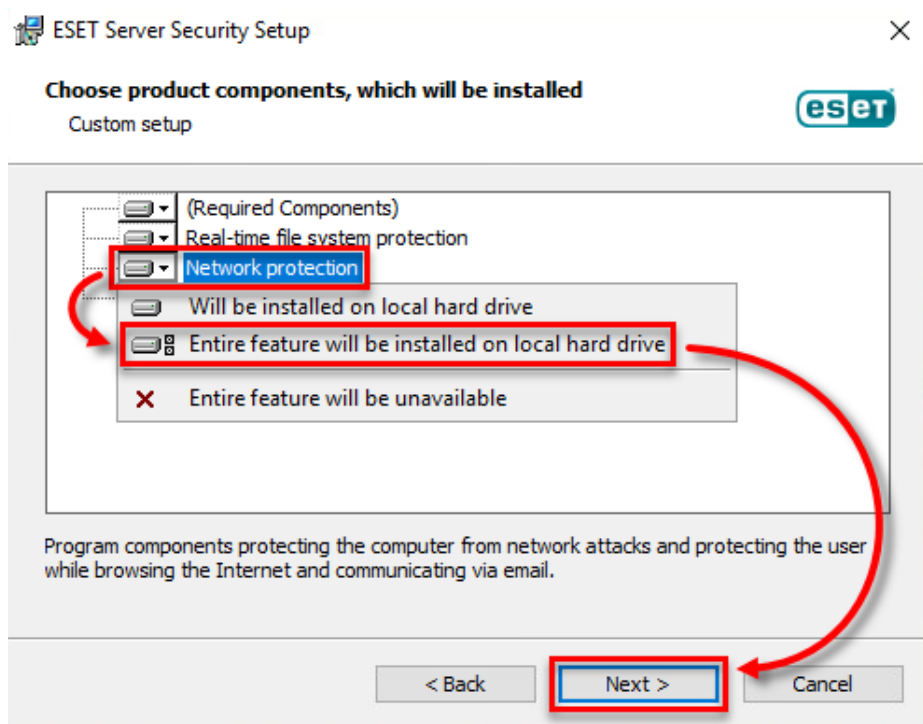 ESET Server Security Setup
Choose product components, which will be installed
Custom setup
eseT
(Required Components)
Real-time file system protection
Network protection
Will be installed on local hard drive
Entire feature will be installed on local hard drive
Entire feature will be unavailable
Program components protecting the computer from network attacks and protecting the user
while browsing the Internet and communicating via email.
< Back
Next >
Cancel